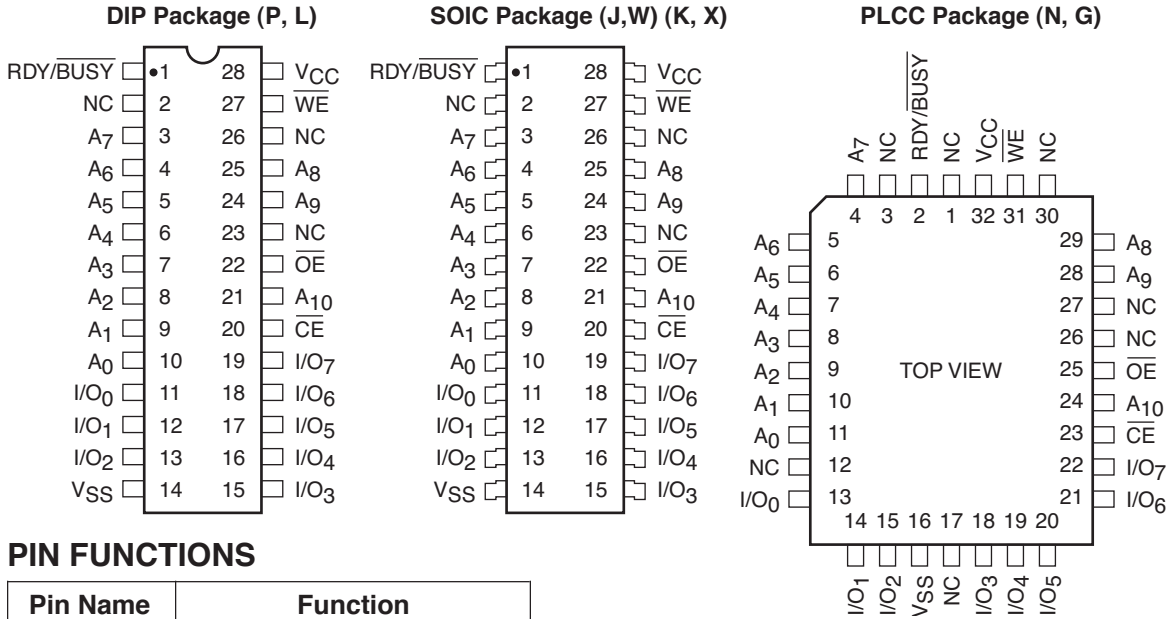 DIP Package (P, L)
RDY/BUSY 1 28 VCC
NC 2 27 WE
A7 3 26 NC
A6 4 25 A8
A5 5 24 A9
A4 6 23 NC
A3 7 22 OE
A2 8 21 A10
A1 9 20 CE
A0 10 19 I/O7
I/O0 11 18 I/O6
I/O1 12 17 I/O5
I/O2 13 16 I/O4
VSS 14 15 I/O3
SOIC Package (J,W) (K, X)
RDY/BUSY 1 28 VCC
NC 2 27 WE
A7 3 26 NC
A6 4 25 A8
A5 5 24 A9
A4 6 23 NC
A3 7 22 OE
A2 8 21 A10
A1 9 20 CE
A0 10 19 I/O7
I/O0 11 18 I/O6
I/O1 12 17 I/O5
I/O2 13 16 I/O4
VSS 14 15 I/O3
PLCC Package (N, G)
A7 NC RDY/BUSY NC VCC WE NC
4 3 2 1 32 31 30
A6 5 29 A8
A5 6 28 A9
A4 7 27 NC
A3 8 26 NC
A2 9 TOP VIEW 25 OE
A1 10 24 A10
A0 11 23 CE
NC 12 22 I/O7
I/O0 13 21 I/O6
14 15 16 17 18 19 20
I/O1 I/O2 VSS NC I/O3 I/O4 I/O5
PIN FUNCTIONS
Pin Name Function